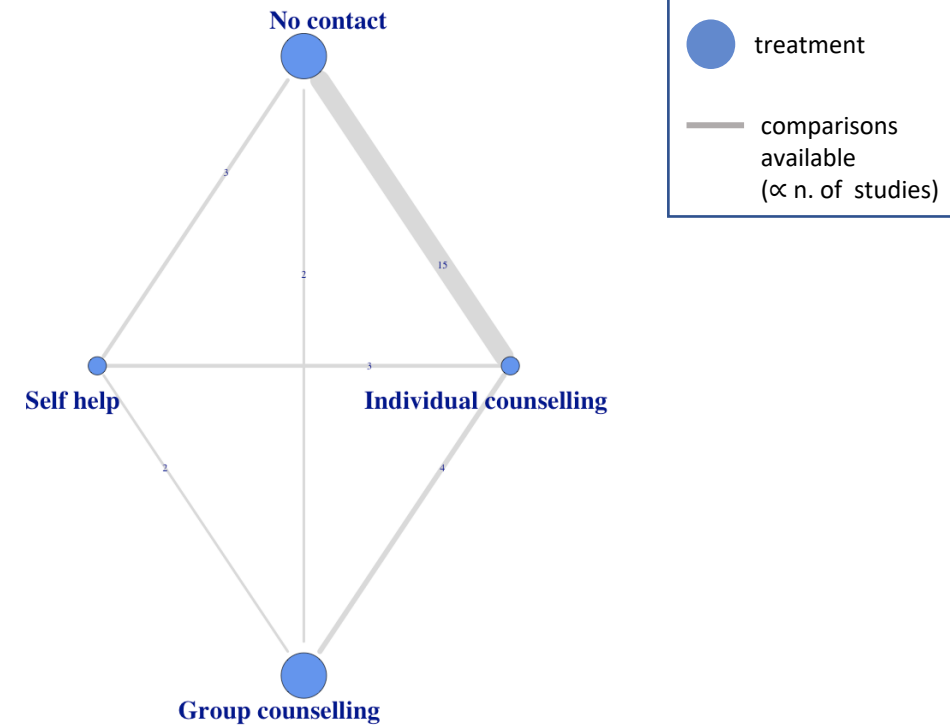 No contact
treatment
comparisons
available
(∝ n. of studies)
3
15
2
3
Self help
Individual counselling
2
4
Group counselling